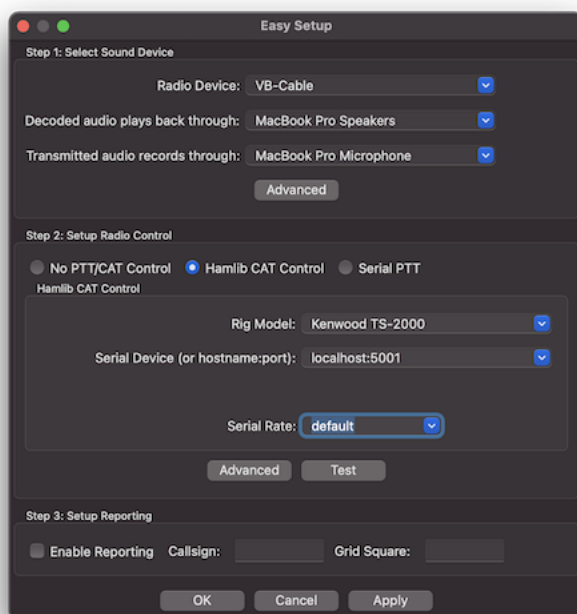 Easy Setup
Step 1: Select Sound Device
Radio Device: VB-Cable
Decoded audio plays back through: MacBook Pro Speakers
Transmitted audio records through: MacBook Pro Microphone
Advanced
Step 2: Setup Radio Control
No PTT/CAT Control Hamlib CAT Control Serial PTT
Hamlib CAT Control
Rig Model: Kenwood TS-2000
Serial Device (or hostname:port): localhost:5001
Serial Rate: default
Advanced Test
Step 3: Setup Reporting
Enable Reporting Callsign: Grid Square:
OK Cancel Apply